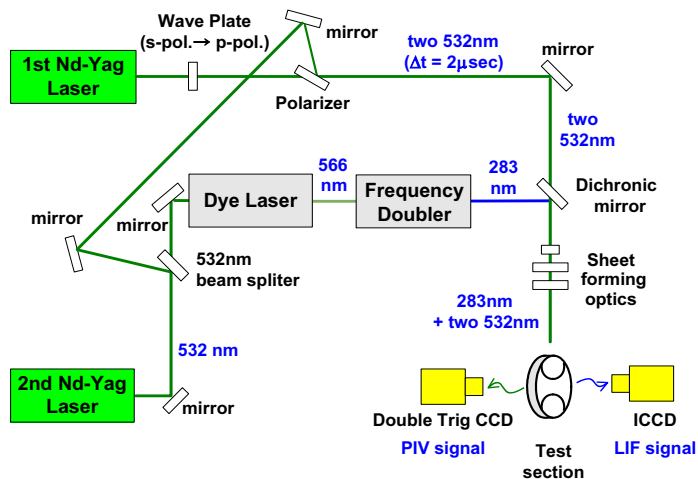 Wave Plate
(s-pol.→ p-pol.)
mirror
two 532nm
(Δt = 2μsec)
mirror
1st Nd-Yag
Laser
Polarizer
two
532nm
566
nm
283
nm
Dye Laser
Frequency
Doubler
Dichronic
mirror
mirror
mirror
532nm
beam spliter
Sheet
forming
optics
283nm
+ two 532nm
532 nm
2nd Nd-Yag
Laser
mirror
Double Trig CCD
ICCD
PIV signal
LIF signal
Test
section